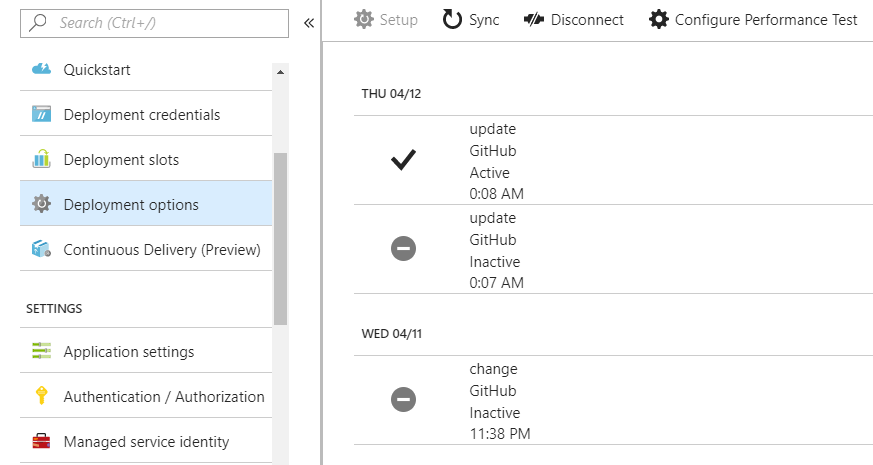 Search (Ctrl+/)
«
Quickstart
Deployment credentials
Deployment slots
Deployment options
Continuous Delivery (Preview)
SETTINGS
Application settings
Authentication / Authorization
Managed service identity
Setup
Sync
Disconnect
Configure Performance Test
THU 04/12
update
GitHub
Active
0:08 AM
update
GitHub
Inactive
0:07 AM
WED 04/11
change
GitHub
Inactive
11:38 PM